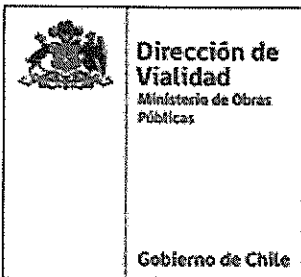 Dirección de
Vialidad
Ministerio de Obras
Públicas
Gobierno de Chile